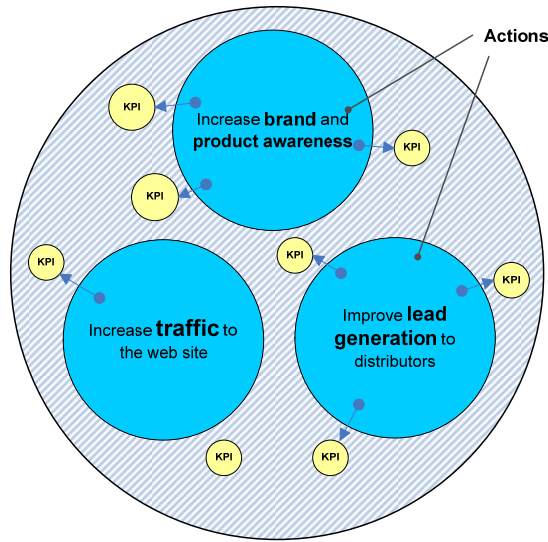 Actions
KPI
Increase brand and
product awareness
KPI
KPI
KPI
KPI
KPI
Increase traffic to
the web site
Improve lead
generation to
distributors
KPI
KPI